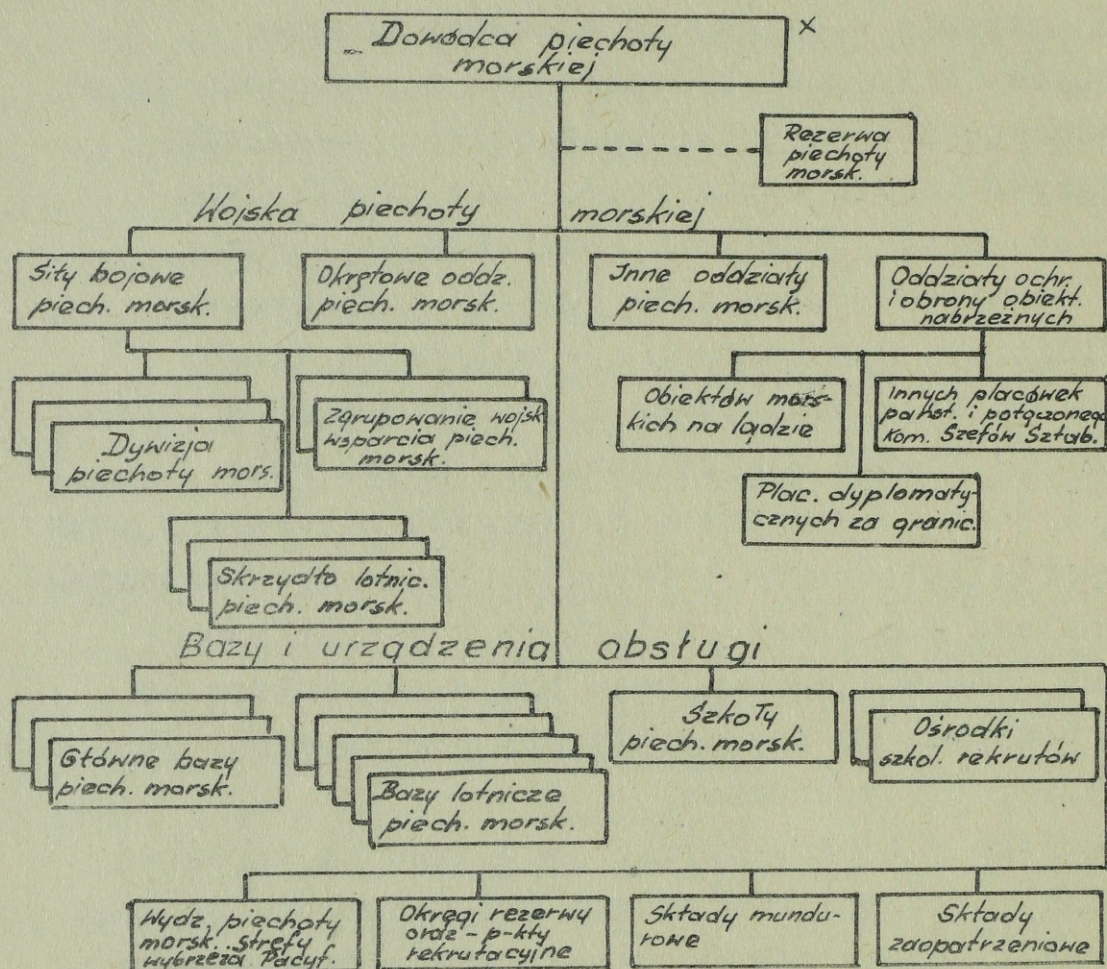 Dowódca piechoty
morskiej
x
Rezerwa
piechoty
morsk.
Wojska piechoty morskiej
Siły bojowe
piech. morsk.
Okrętowe oddz.
piech. morsk.
Inne oddziały
piech. morsk.
Oddziały ochr.
i obrony obiekt.
nabrzeżnych
Dywizja
piechoty mors.
Zgrupowanie wojsk
wsparcia piech.
morsk.
Obiektów mors-
kich na lądzie
Innych placówek
państ. i połączonego
Kom. Szefów Sztab.
Plac. dyplomaty-
cznych za granic.
Skrzydło lotnic.
piech. morsk.
Bazy i urządzenia obsługi
Główne bazy
piech. morsk.
Bazy lotnicze
piech. morsk.
Szkoły
piech. morsk.
Ośrodki
szkol. rekrutów
Wydz. piechoty
morsk. strefy
wybrzeża Pacyf.
Okręgi rezerwy
oraz - p-kty
rekrutacyjne
Składy mundu-
rowe
Składy
zaopatrzeniowe